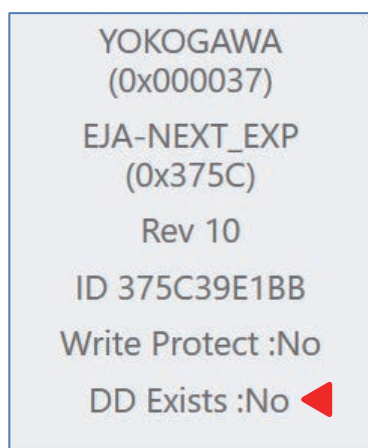 YOKOGAWA
(0x000037)
EJA-NEXT_EXP
(0x375C)
Rev 10
ID 375C39E1BB
Write Protect :No
DD Exists :No